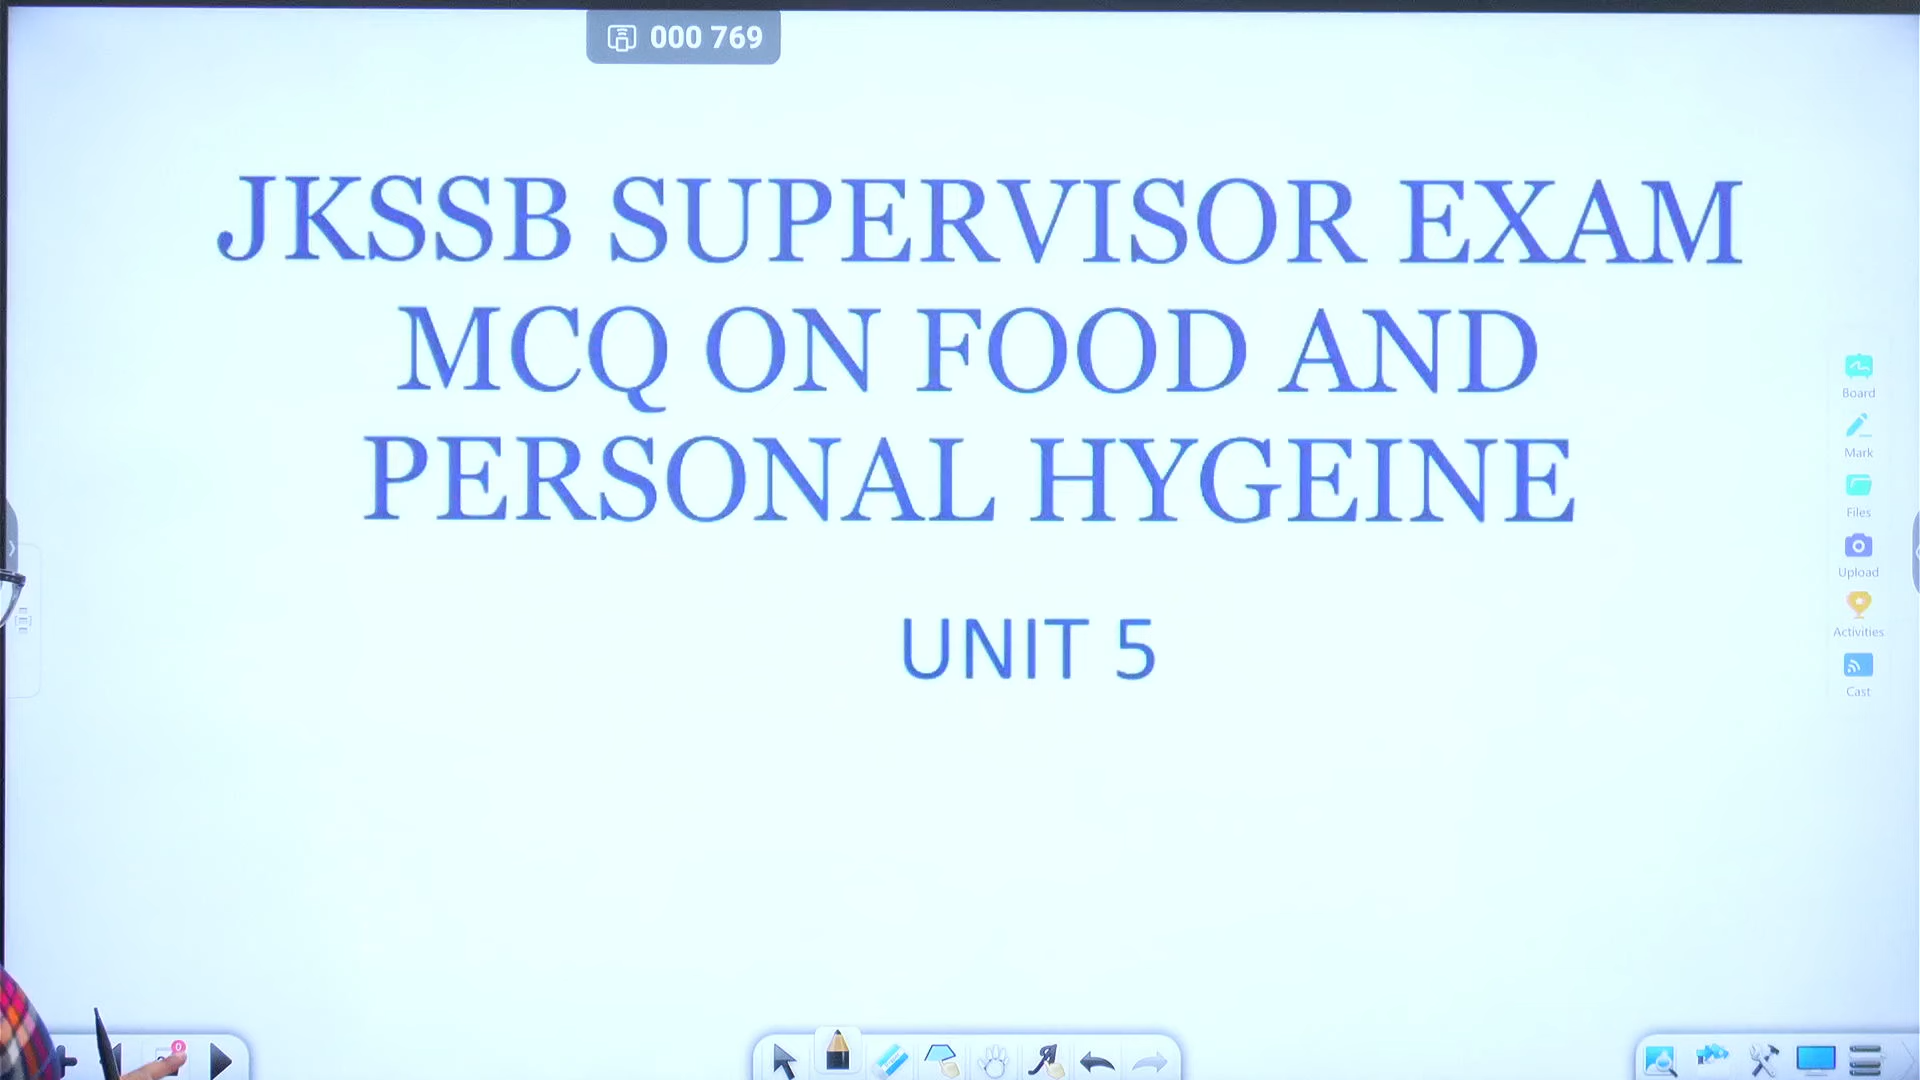 000 769
JKSSB SUPERVISOR EXAM
MCQ ON FOOD AND
PERSONAL HYGEINE
UNIT 5
Board
Mark
Files
Upload
Activities
Cast
0